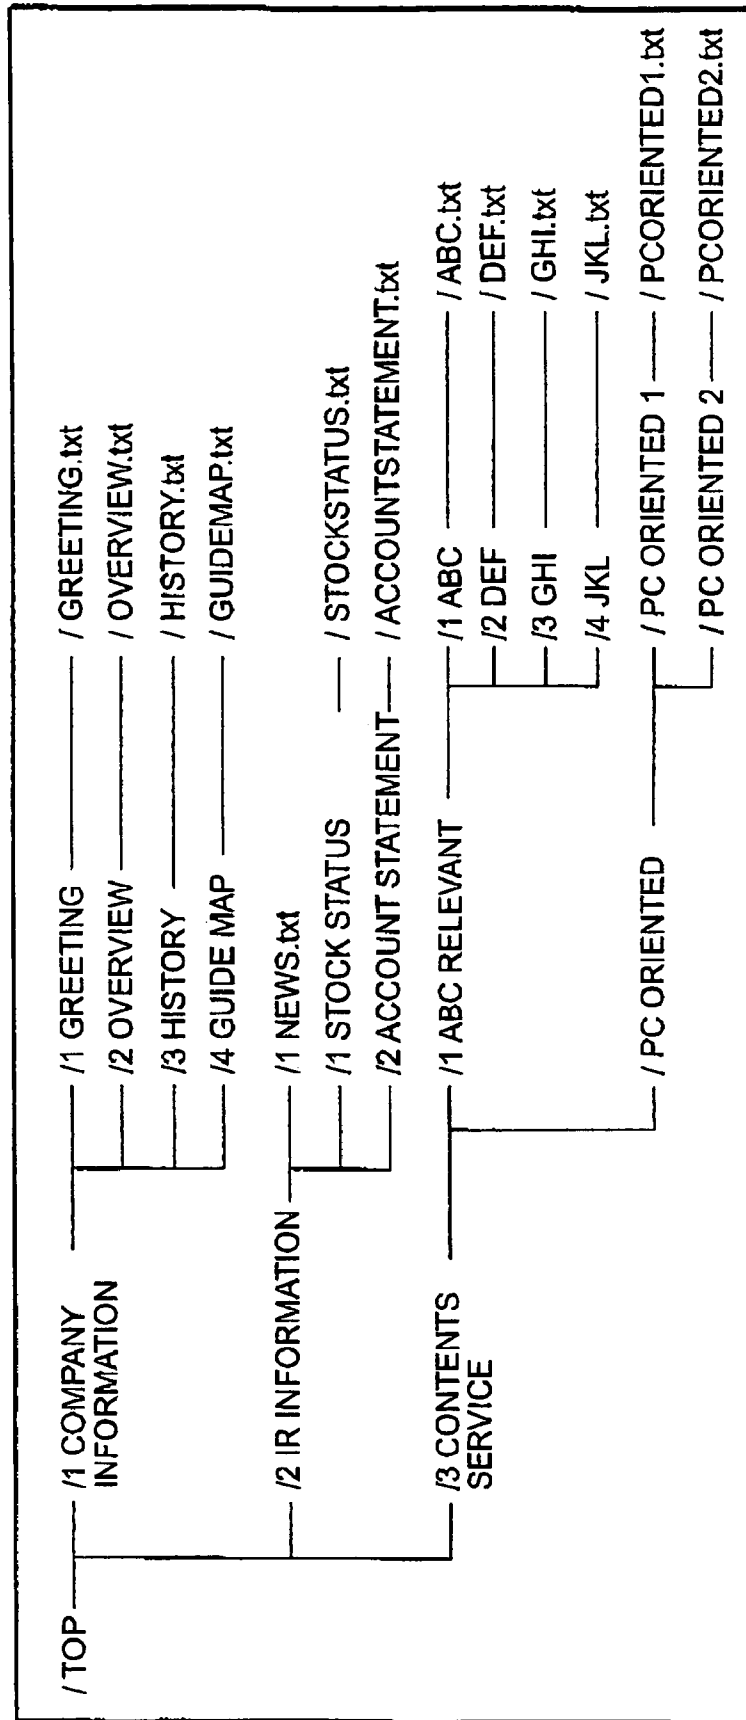 / TOP
/1 COMPANY
INFORMATION
/1 GREETING
/ GREETING.txt
/2 OVERVIEW
/ OVERVIEW.txt
/3 HISTORY
/ HISTORY.txt
/4 GUIDE MAP
/ GUIDEMAP.txt
/2 IR INFORMATION
/1 NEWS.txt
/1 STOCK STATUS
/ STOCKSTATUS.txt
/2 ACCOUNT STATEMENT
/ ACCOUNTSTATEMENT.txt
/3 CONTENTS
SERVICE
/1 ABC RELEVANT
/1 ABC
/ ABC.txt
/2 DEF
/ DEF.txt
/3 GHI
/ GHI.txt
/4 JKL
/ JKL.txt
/ PC ORIENTED
/ PC ORIENTED 1
/ PCORIENTED1.txt
/ PC ORIENTED 2
/ PCORIENTED2.txt